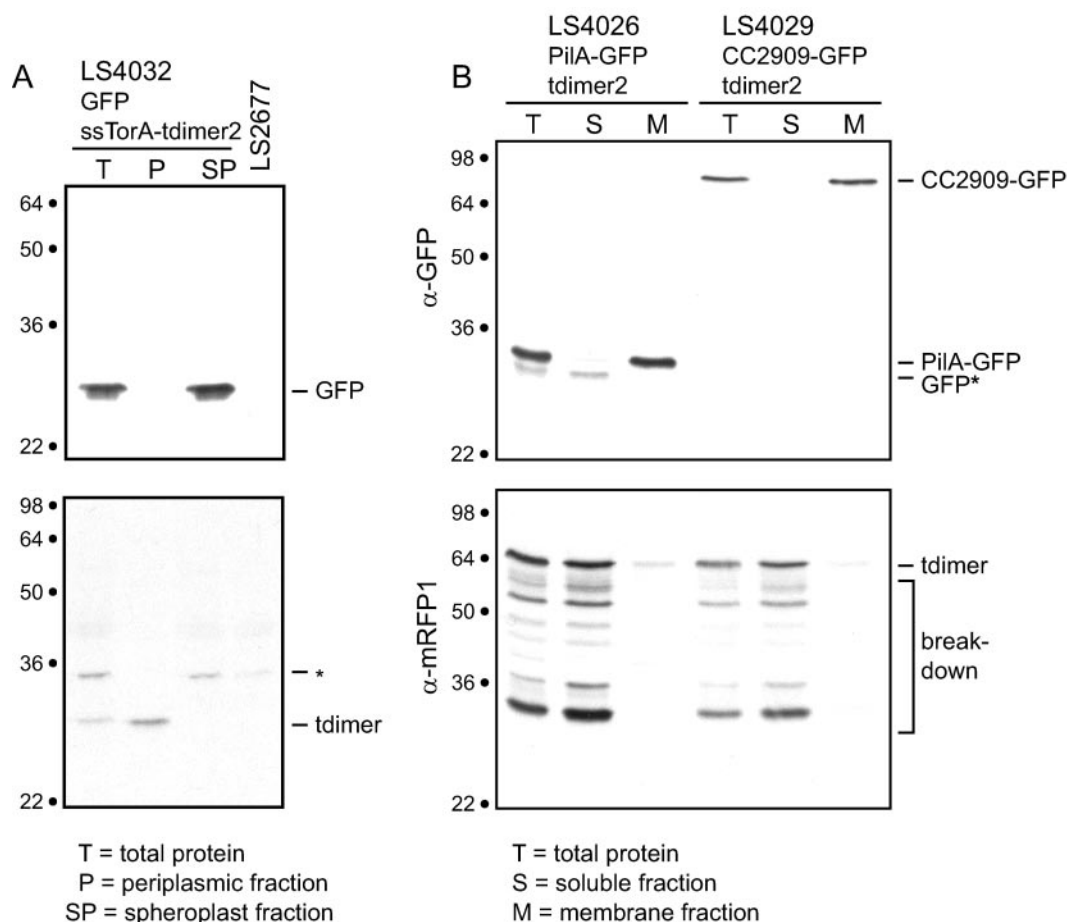 A
LS4032
GFP
ssTorA-tdimer2
LS2677
T P SP
64
50
36
22
GFP
98
64
50
36
22
*
tdimer
T = total protein
P = periplasmic fraction
SP = spheroplast fraction
B
LS4026
PilA-GFP
tdimer2
LS4029
CC2909-GFP
tdimer2
T S M T S M
α-GFP
98
64
50
36
22
CC2909-GFP
PilA-GFP
GFP*
α-mRFP1
98
64
50
36
22
tdimer
break-
down
T = total protein
S = soluble fraction
M = membrane fraction